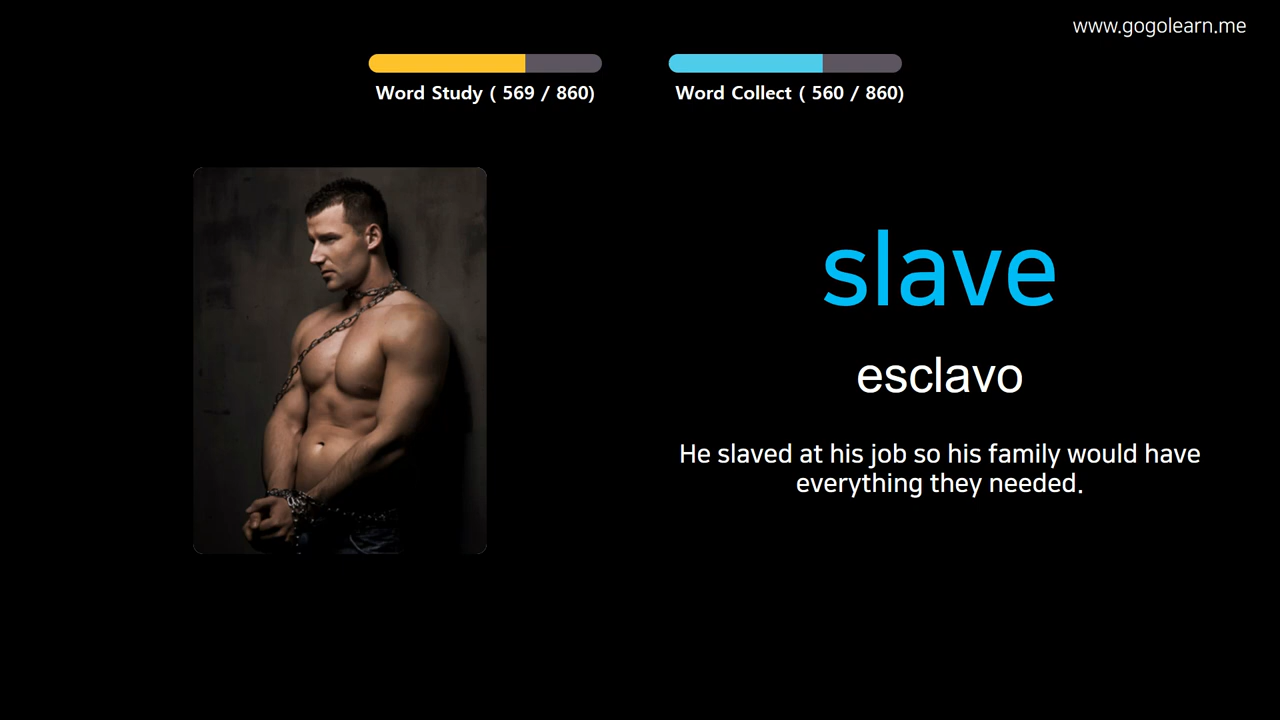 www.gogolearn.me
Word Study ( 569 / 860)
Word Collect ( 560 / 860)
slave
esclavo
He slaved at his job so his family would have
everything they needed.